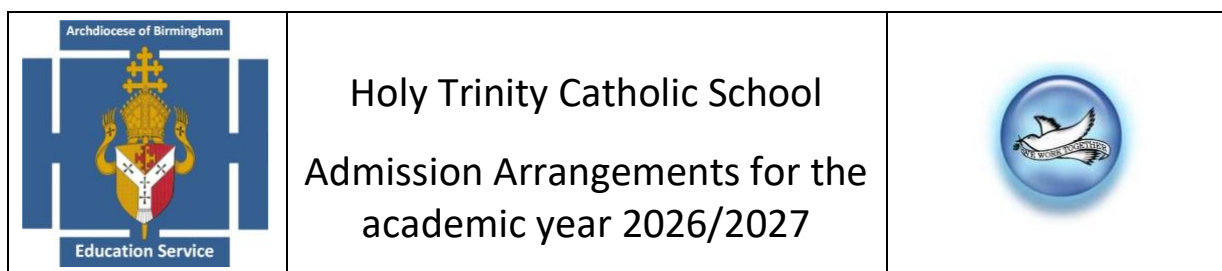 Archdiocese of Birmingham
Education Service
Holy Trinity Catholic School
Admission Arrangements for the
academic year 2026/2027
WORK TOGETHER